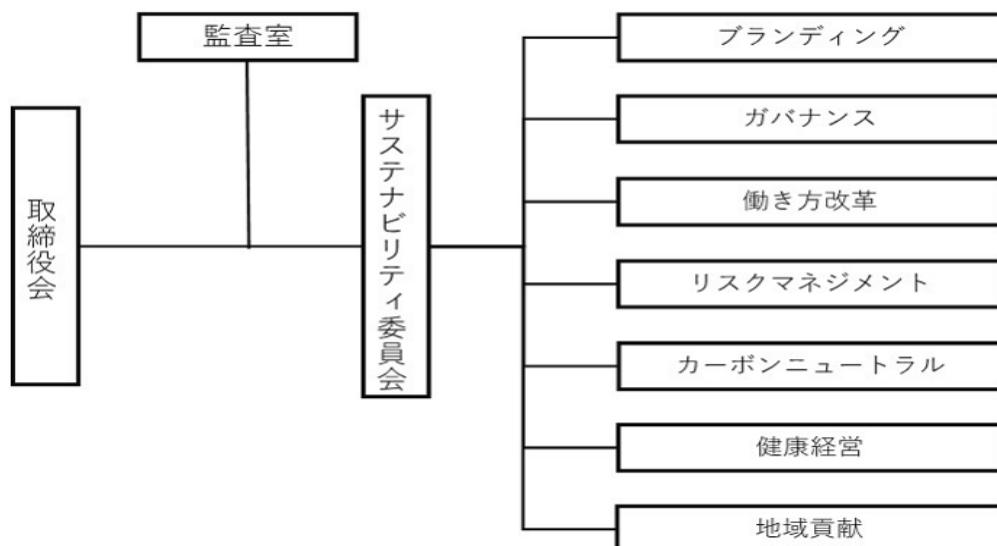 監査室
取締役会
サステナビリティ委員会
ブランディング
ガバナンス
働き方改革
リスクマネジメント
カーボンニュートラル
健康経営
地域貢献